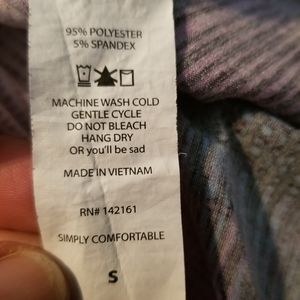 95% POLYESTER
5% SPANDEX
MACHINE WASH COLD
GENTLE CYCLE
DO NOT BLEACH
HANG DRY
OR you'll be sad
MADE IN VIETNAM
RN# 142161
SIMPLY COMFORTABLE
S